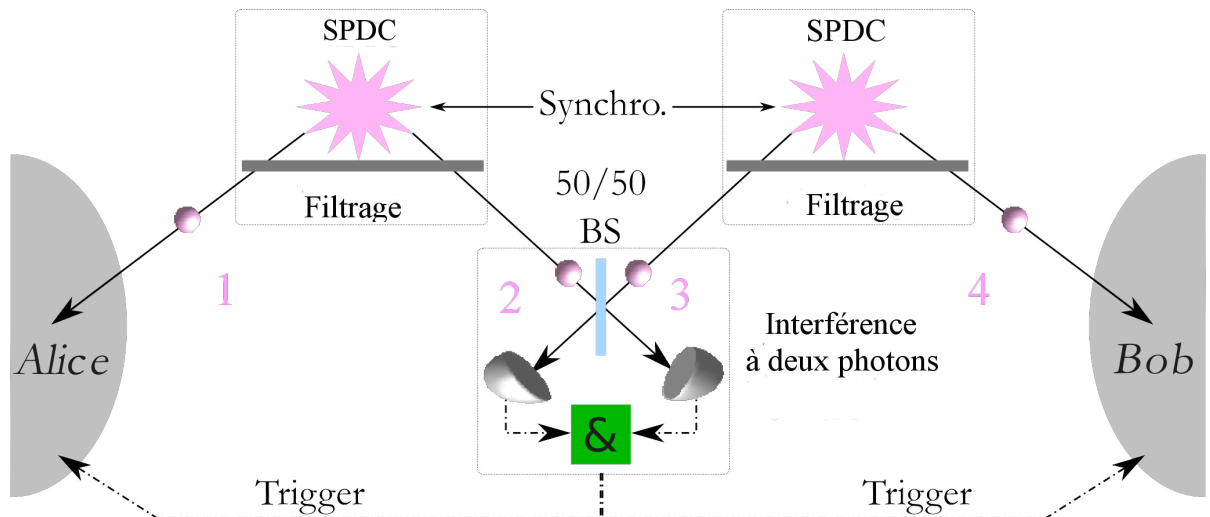 SPDC
SPDC
Synchro.
Filtrage
50/50
BS
Filtrage
1
2
3
4
Interférence
à deux photons
Alice
Bob
&
Trigger
Trigger